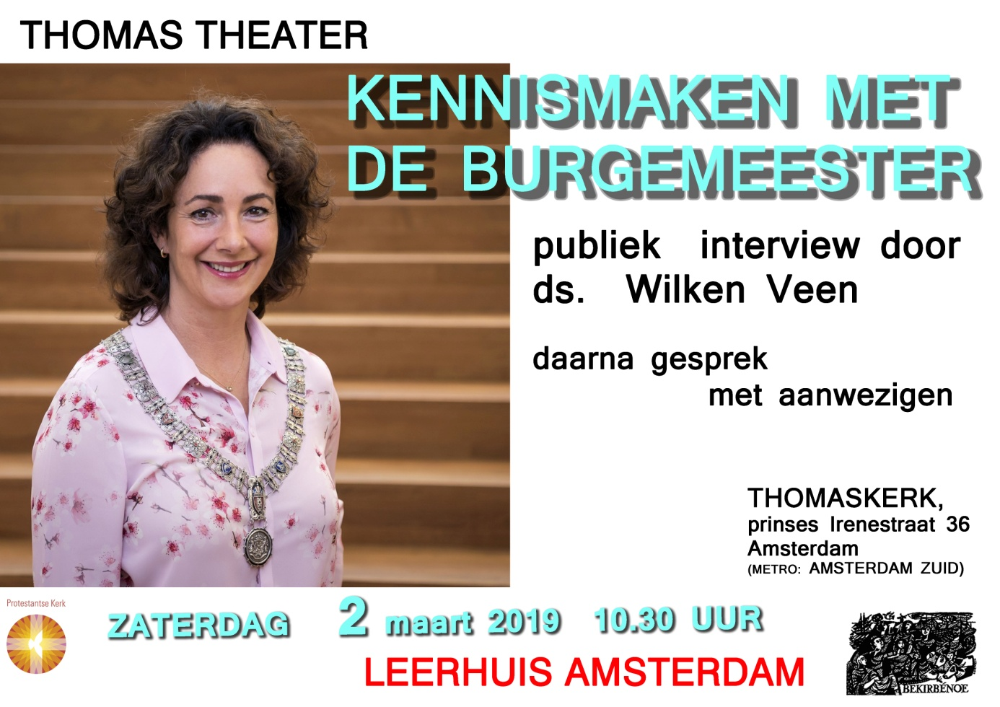 THOMAS THEATER
KENNISMAKEN MET
DE BURGEMEESTER
publiek interview door
ds. Wilken Veen
daarna gesprek
met aanwezigen
THOMASKERK,
prinses Irenestraat 36
Amsterdam
(METRO: AMSTERDAM ZUID)
Protestantse Kerk
ZATERDAG 2 maart 2019 10.30 UUR
LEERHUIS AMSTERDAM
BEKIRBÉNOE